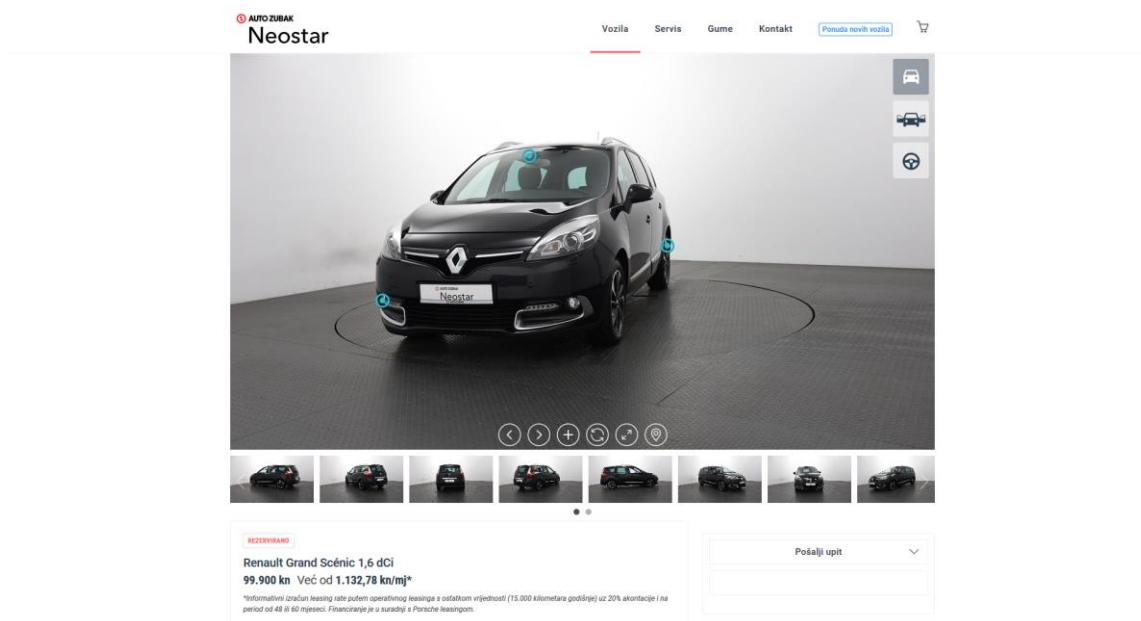 AUTO ZUBAK
Neostar
Vozila Servis Gume Kontakt Ponuda novih vozila
AUTO ZUBAK
Neostar
REZERVIRANO
Renault Grand Scénic 1,6 dCi
99.900 kn Već od 1.132,78 kn/mj*
*Informativni izračun leasing rate putem operativnog leasinga s ostatkom vrijednosti (15.000 kilometara godišnje) uz 20% akontacije i na
period od 48 ili 60 mjeseci. Financiranje je u suradnji s Porsche leasingom.
Pošalji upit